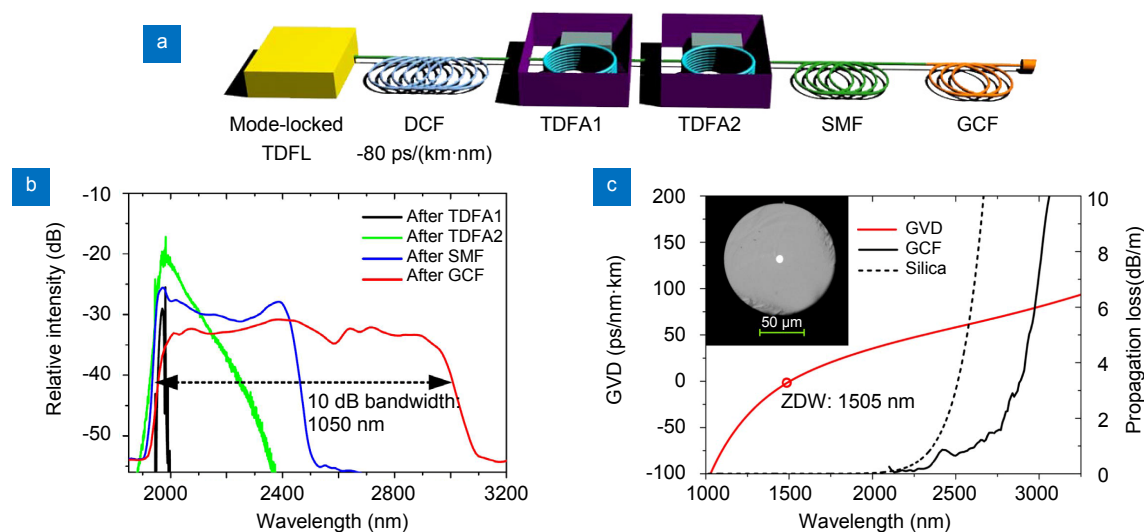 a
Mode-locked
TDFL
DCF
-80 ps/(km·nm)
TDFA1
TDFA2
SMF
GCF
b
Relative intensity (dB)
-10
-20
-30
-40
-50
After TDFA1
After TDFA2
After SMF
After GCF
10 dB bandwidth:
1050 nm
2000
2400
2800
3200
Wavelength (nm)
c
GVD (ps/nm·km)
200
150
100
50
0
-50
-100
50 μm
GVD
GCF
Silica
ZDW: 1505 nm
10
8
6
4
2
0
Propagation loss(dB/m)
1000
1500
2000
2500
3000
Wavelength (nm)